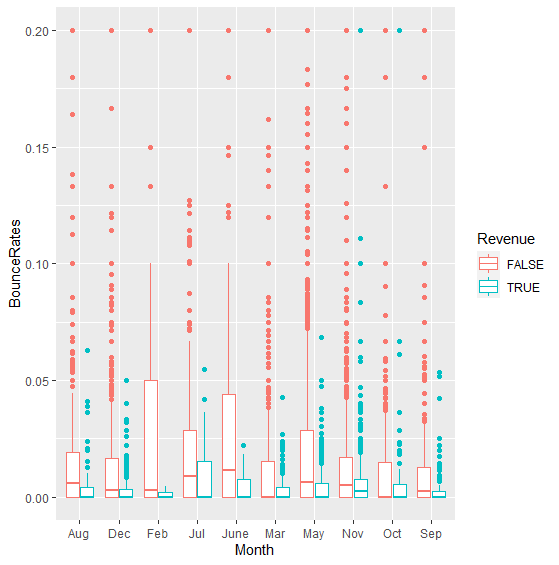 0.20
0.15
0.10
0.05
0.00
BounceRates
Aug Dec Feb Jul June Mar May Nov Oct Sep
Month
Revenue
FALSE
TRUE